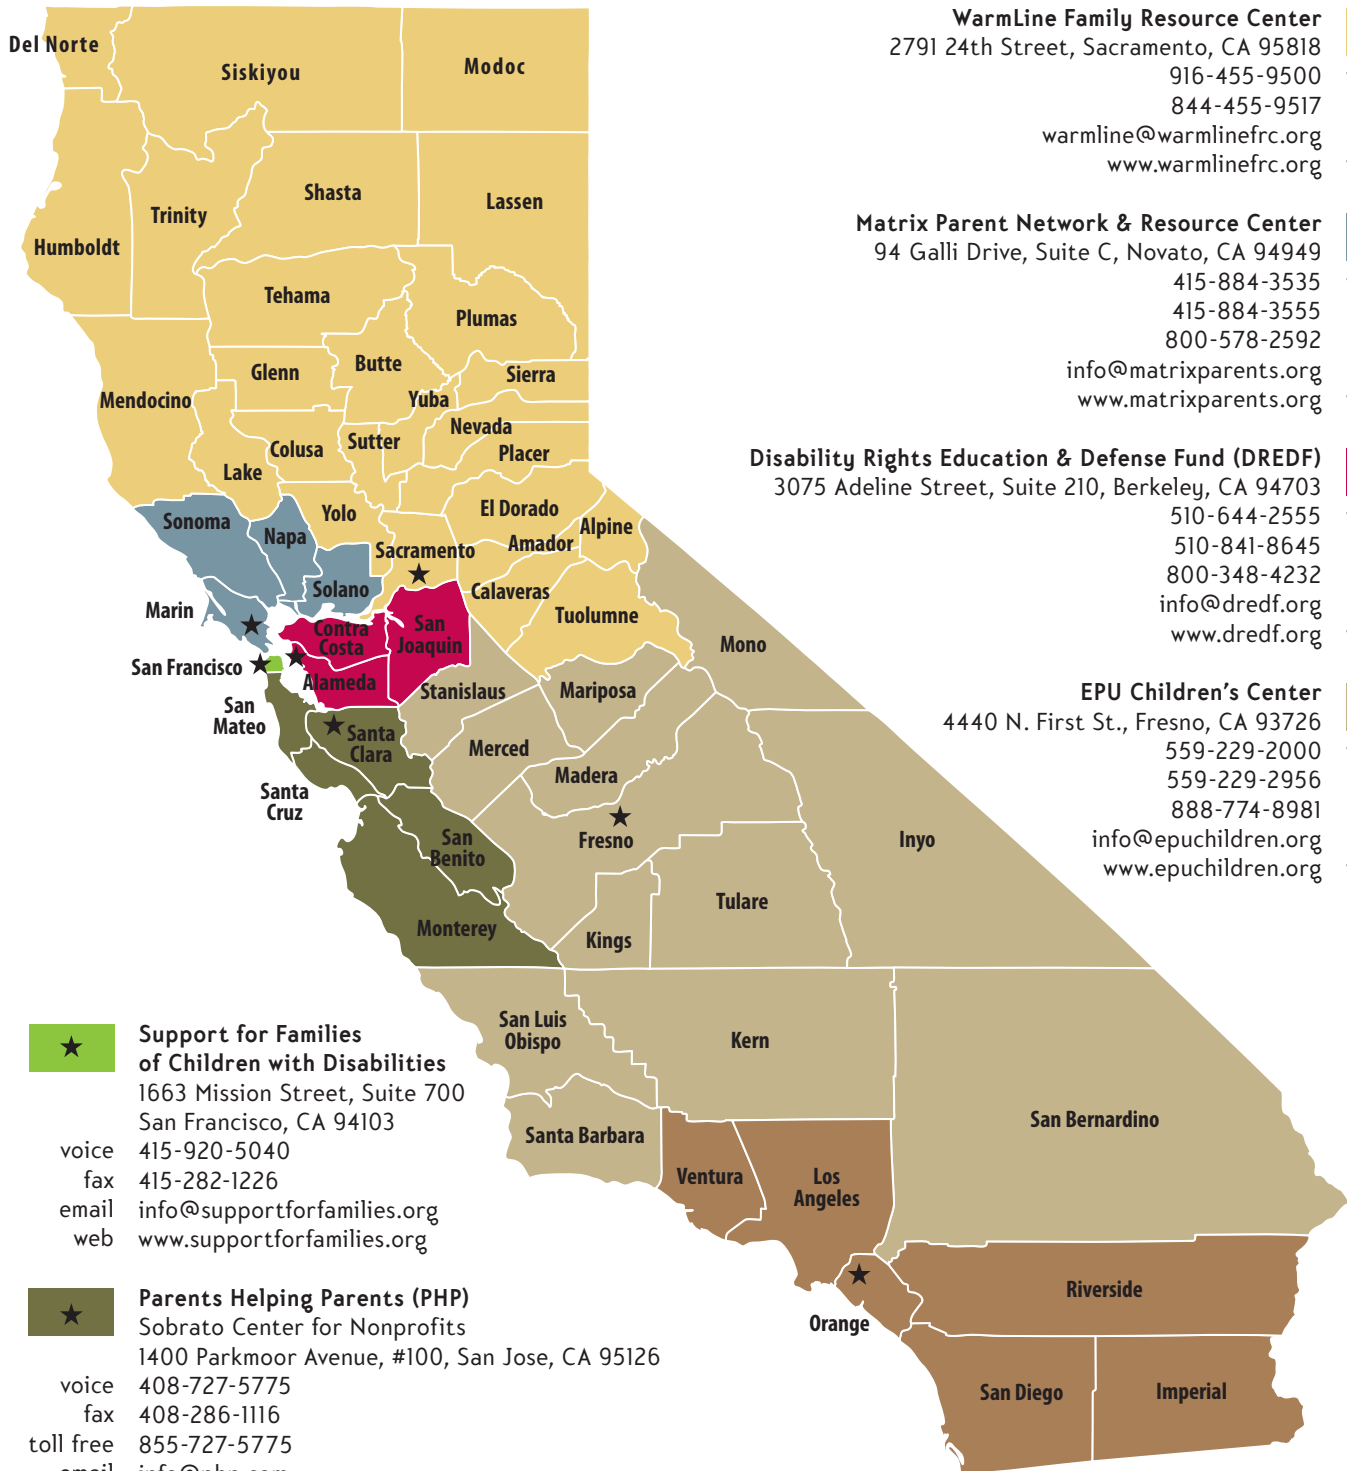 WarmLine Family Resource Center
2791 24th Street, Sacramento, CA 95818
916-455-9500
844-455-9517
warmline@warmlinefrc.org
www.warmlinefrc.org
Matrix Parent Network & Resource Center
94 Galli Drive, Suite C, Novato, CA 94949
415-884-3535
415-884-3555
800-578-2592
info@matrixparents.org
www.matrixparents.org
Disability Rights Education & Defense Fund (DREDF)
3075 Adeline Street, Suite 210, Berkeley, CA 94703
510-644-2555
510-841-8645
800-348-4232
info@dredf.org
www.dredf.org
EPU Children's Center
4440 N. First St., Fresno, CA 93726
559-229-2000
559-229-2956
888-774-8981
info@epuchildren.org
www.epuchildren.org
Del Norte
Siskiyou
Modoc
Shasta
Lassen
Trinity
Humboldt
Tehama
Plumas
Butte
Glenn
Sierra
Mendocino
Yuba
Nevada
Sutter
Colusa
Placer
Lake
El Dorado
Yolo
Sonoma
Napa
Alpine
Amador
Sacramento
Solano
Calaveras
Marin
Tuolumne
Contra
Costa
San
Joaquin
Mono
San Francisco
Alameda
Stanislaus
Mariposa
San
Mateo
Santa
Clara
Merced
Madera
Santa
Cruz
Fresno
Inyo
San
Benito
Tulare
Monterey
Kings
San Luis
Obispo
Kern
San Bernardino
Santa Barbara
Ventura
Los
Angeles
Riverside
Orange
San Diego
Imperial
Support for Families
of Children with Disabilities
1663 Mission Street, Suite 700
San Francisco, CA 94103
voice 415-920-5040
fax 415-282-1226
email info@supportforfamilies.org
web www.supportforfamilies.org
Parents Helping Parents (PHP)
Sobrato Center for Nonprofits
1400 Parkmoor Avenue, #100, San Jose, CA 95126
voice 408-727-5775
fax 408-286-1116
toll free 855-727-5775
email info@php.com